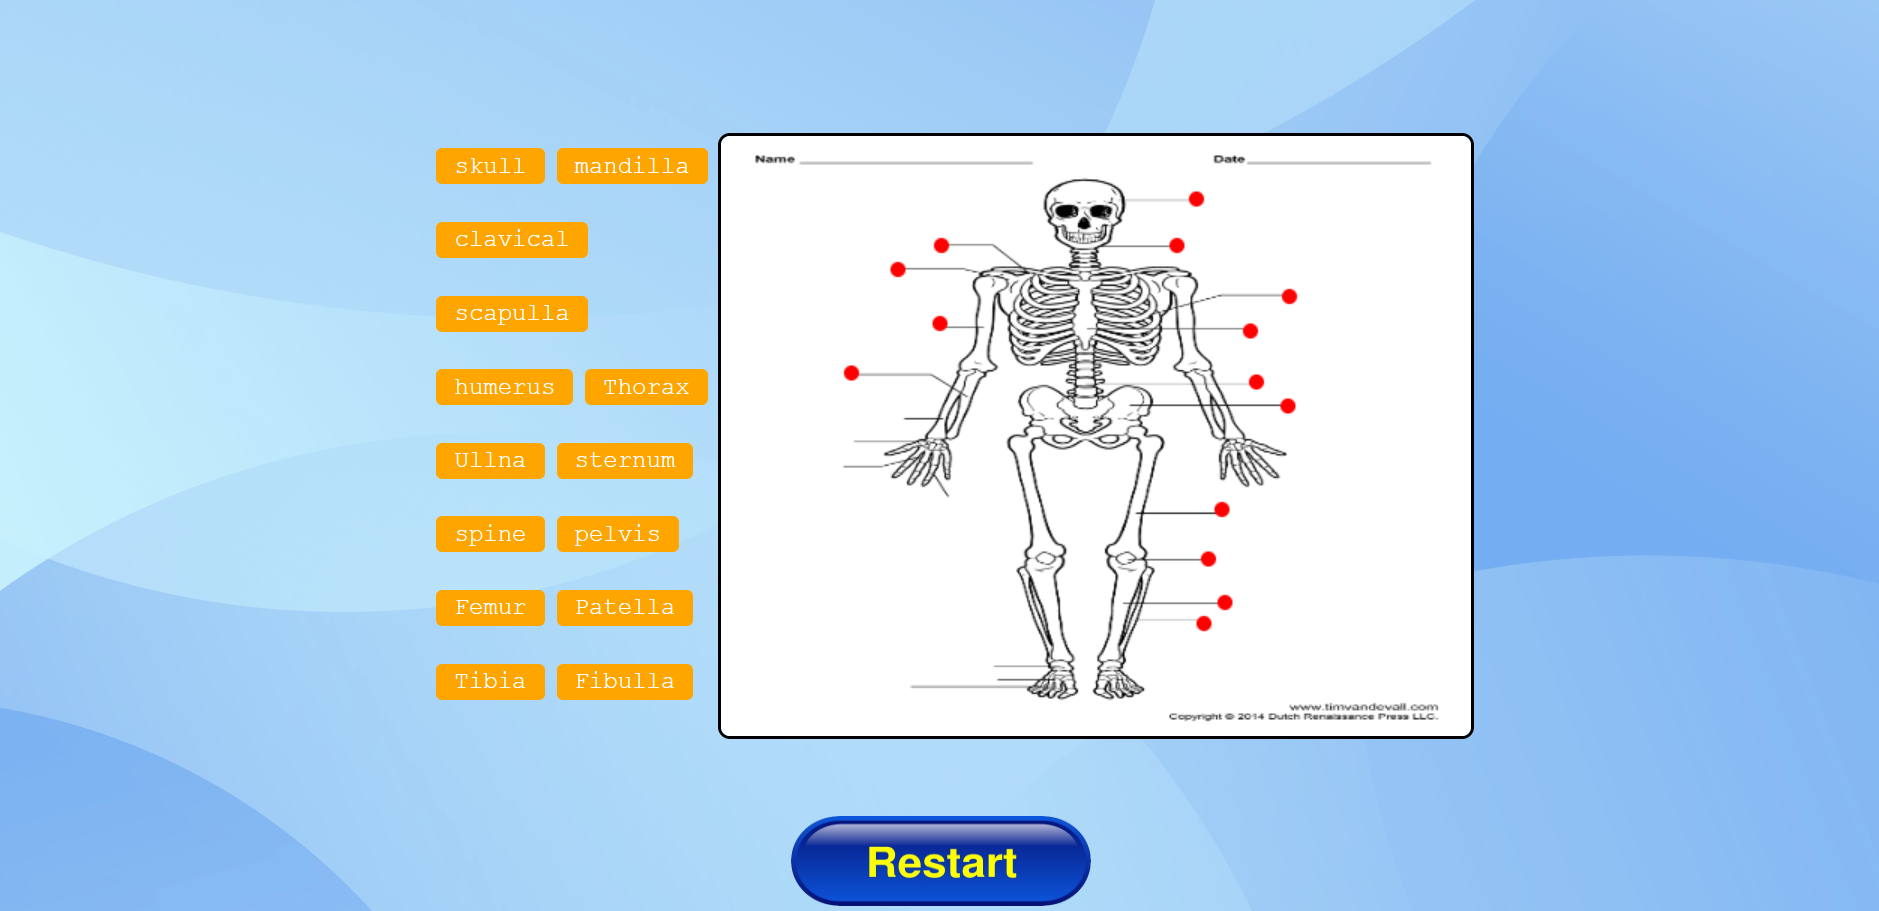 skull mandilla
clavical
scapulla
humerus Thorax
Ullna sternum
spine pelvis
Femur Patella
Tibia Fibulla
Name Date
www.timvandevall.com
Copyright © 2014 Dutch Renaissance Press LLC.
Restart